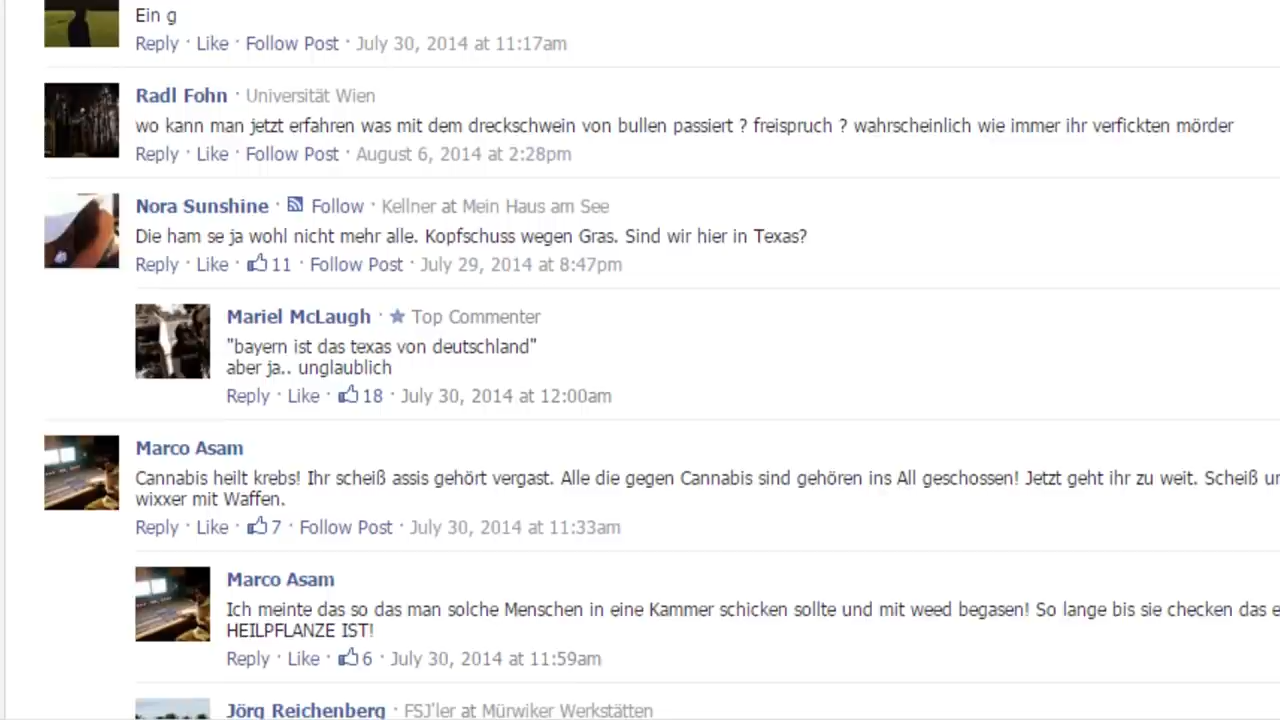 Ein g
Reply · Like · Follow Post · July 30, 2014 at 11:17am
Radl Fohn · Universität Wien
wo kann man jetzt erfahren was mit dem dreckschwein von bullen passiert ? freispruch ? wahrscheinlich wie immer ihr verfickten mörder
Reply · Like · Follow Post · August 6, 2014 at 2:28pm
Nora Sunshine · Follow · Kellner at Mein Haus am See
Die ham se ja wohl nicht mehr alle. Kopfschuss wegen Gras. Sind wir hier in Texas?
Reply · Like · 11 · Follow Post · July 29, 2014 at 8:47pm
Mariel McLaugh · Top Commenter
"bayern ist das texas von deutschland"
aber ja.. unglaublich
Reply · Like · 18 · July 30, 2014 at 12:00am
Marco Asam
Cannabis heilt krebs! Ihr scheiß assis gehört vergast. Alle die gegen Cannabis sind gehören ins All geschossen! Jetzt geht ihr zu weit. Scheiß
wixxer mit Waffen.
Reply · Like · 7 · Follow Post · July 30, 2014 at 11:33am
Marco Asam
Ich meinte das so das man solche Menschen in eine Kammer schicken sollte und mit weed begasen! So lange bis sie checken das
HEILPFLANZE IST!
Reply · Like · 6 · July 30, 2014 at 11:59am
Jörg Reichenberg · FSJ'ler at Mürwiker Werkstätten